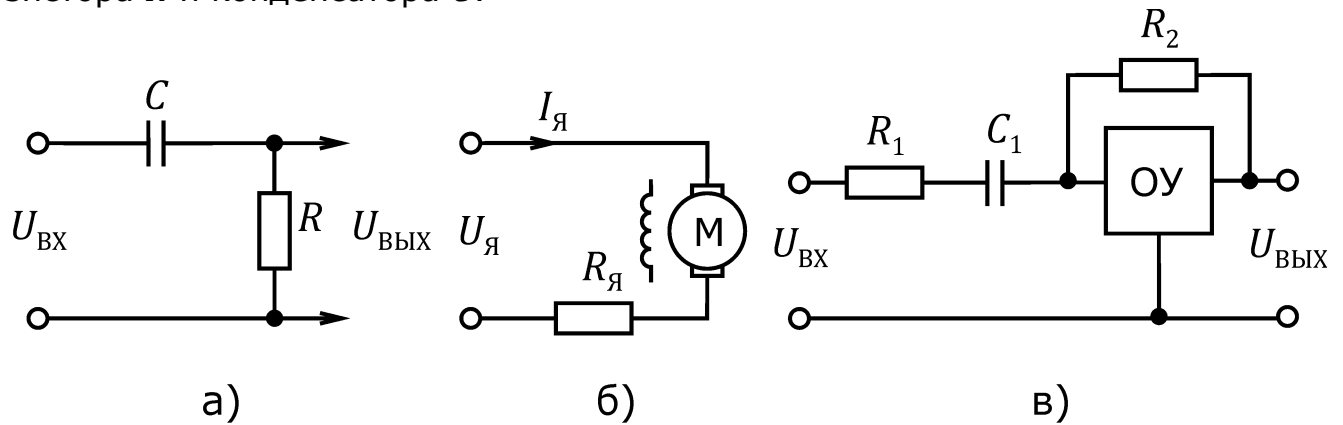 C
R
U_ВХ
U_ВЫХ
а)
I_Я
U_Я
R_Я
М
б)
R_1
C_1
R_2
ОУ
U_ВХ
U_ВЫХ
в)